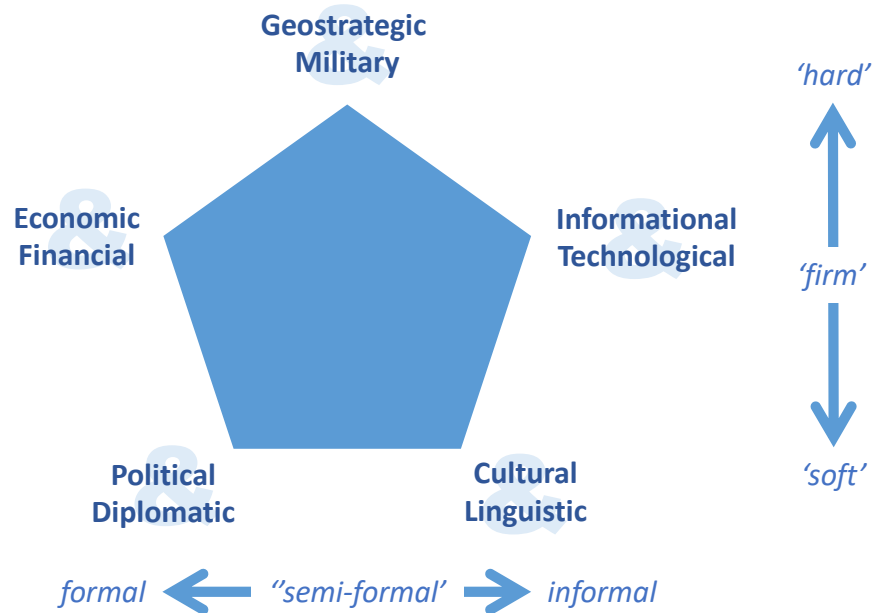 Geostrategic
&
Military
‘hard’
Economic
&
Financial
Informational
&
Technological
‘firm’
Political
&
Diplomatic
Cultural
&
Linguistic
‘soft’
formal
‘’semi-formal’
informal